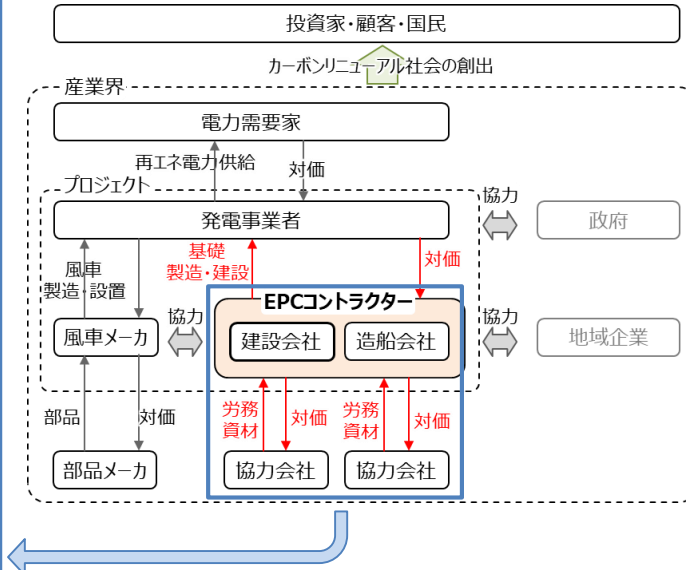 投資家・顧客・国民
カーボンリニューアル社会の創出
産業界
電力需要家
再エネ電力供給
対価
プロジェクト
発電事業者
協力
政府
風車
製造・設置
基礎
製造・建設
対価
EPCコントラクター
風車メーカ
協力
建設会社
造船会社
協力
地域企業
部品
対価
労務
資材
対価
労務
資材
対価
部品メーカ
協力会社
協力会社